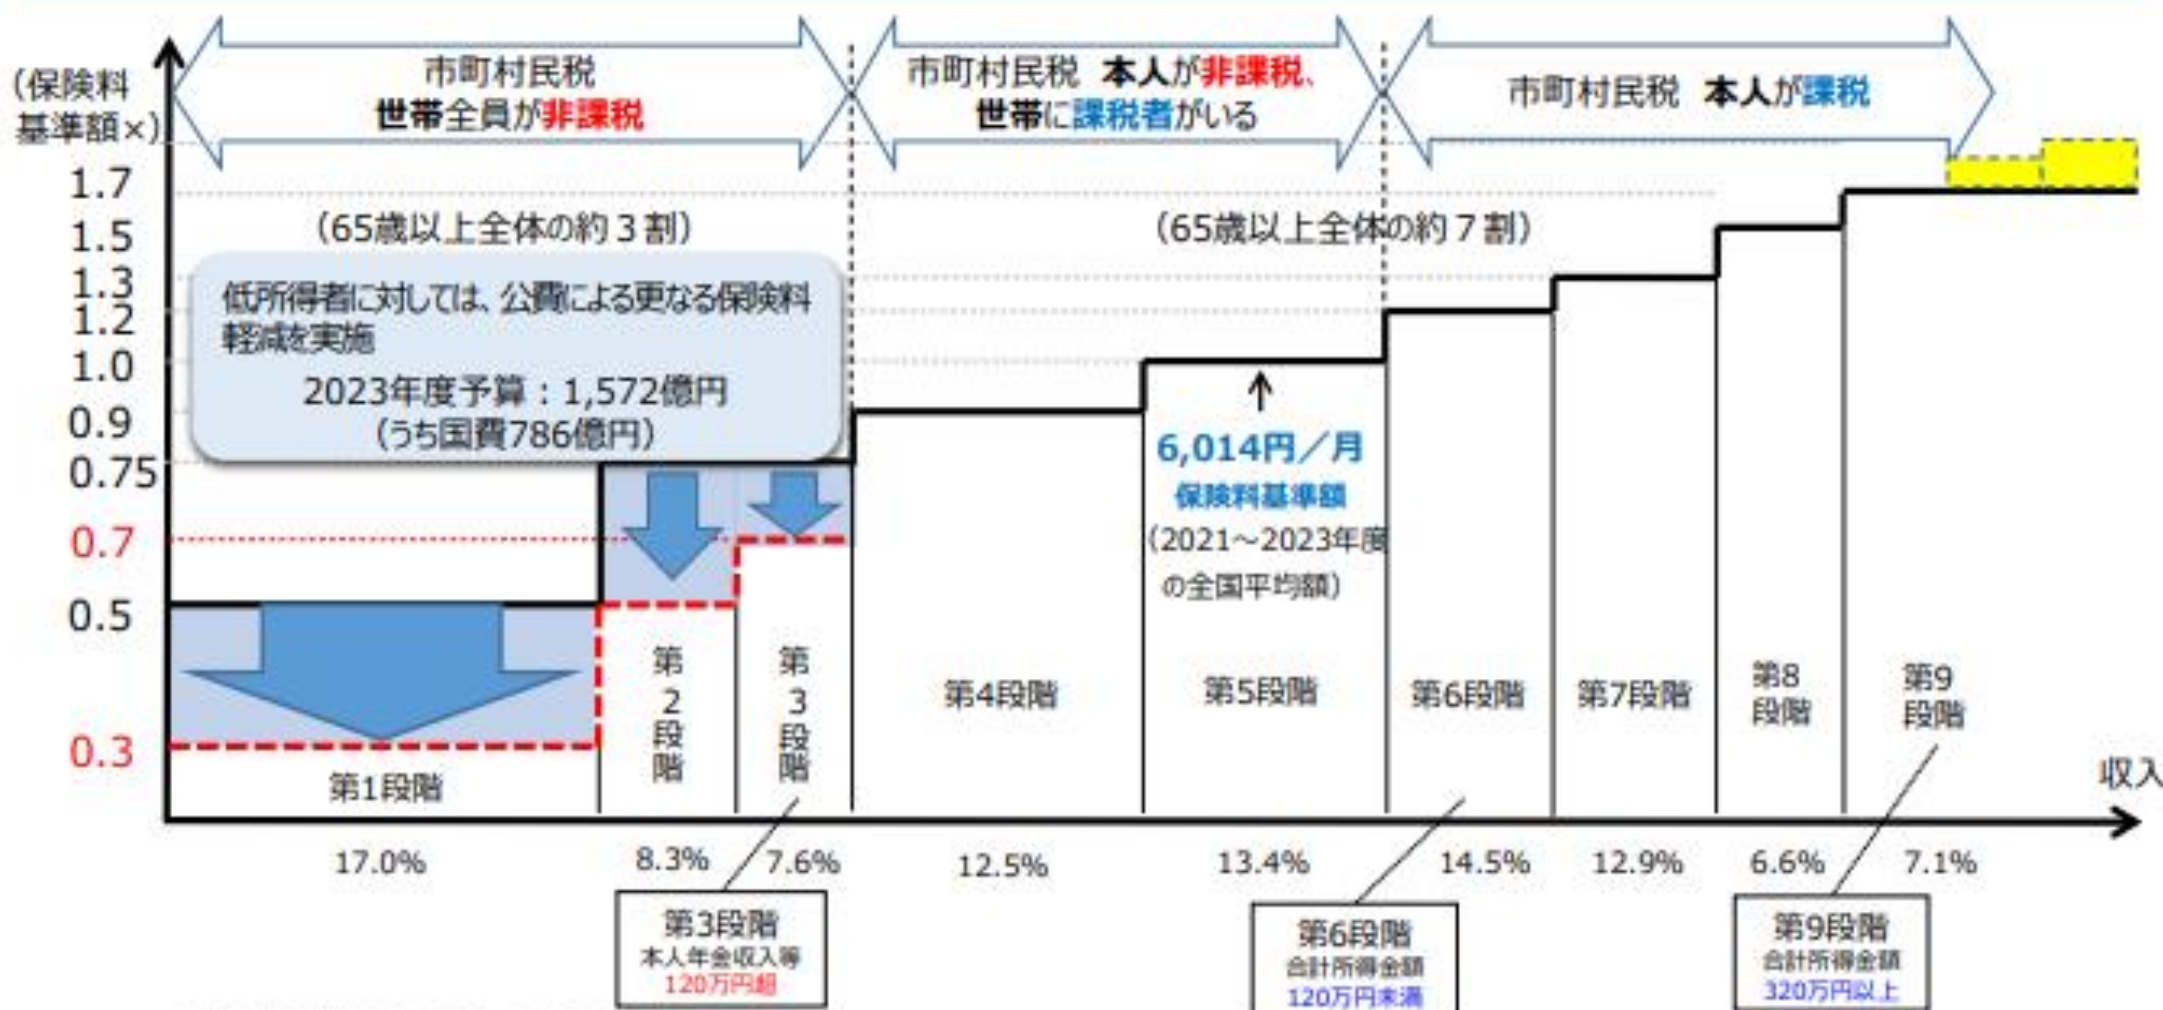 市町村民税
世帯全員が非課税
市町村民税 本人が非課税、
世帯に課税者がいる
市町村民税 本人が課税
(保険料
基準額×)
1.7
1.5
1.3
1.2
1.0
0.9
0.75
0.7
0.5
0.3
(65歳以上全体の約3割)
(65歳以上全体の約7割)
低所得者に対しては、公費による更なる保険料
軽減を実施
2023年度予算:1,572億円
(うち国費786億円)
6,014円/月
保険料基準額
(2021~2023年度
の全国平均額)
第1段階
第2段階
第3段階
第4段階
第5段階
第6段階
第7段階
第8
段階
第9
段階
収入
17.0%
8.3%
7.6%
12.5%
13.4%
14.5%
12.9%
6.6%
7.1%
第3段階
本人年金収入等
120万円超
第6段階
合計所得金額
120万円未満
第9段階
合計所得金額
320万円以上